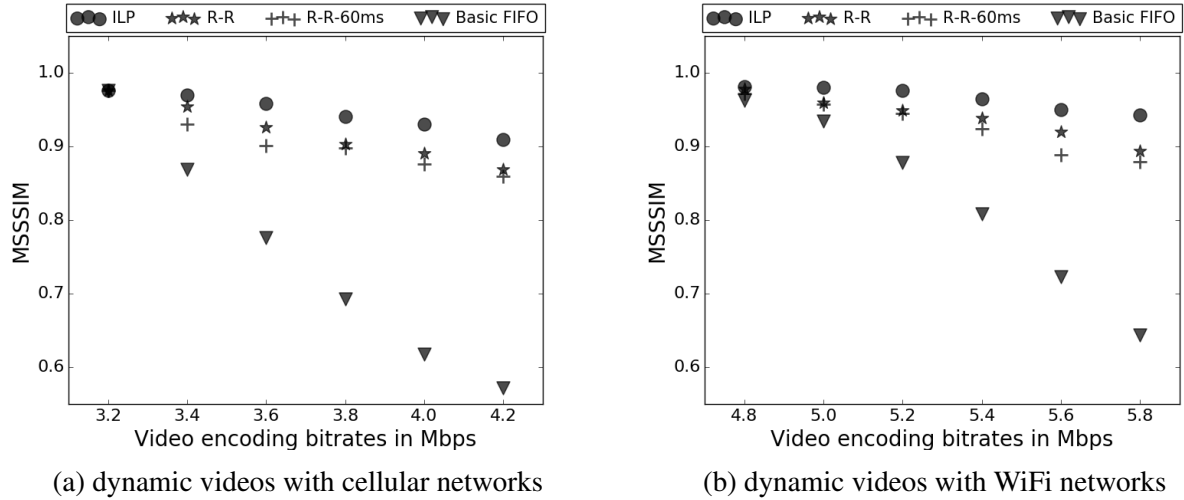 ILP R-R R-R-60ms Basic FIFO
1.0
0.9
0.8
0.7
0.6
MSSSIM
3.2 3.4 3.6 3.8 4.0 4.2
Video encoding bitrates in Mbps
(a) dynamic videos with cellular networks
ILP R-R R-R-60ms Basic FIFO
1.0
0.9
0.8
0.7
0.6
MSSSIM
4.8 5.0 5.2 5.4 5.6 5.8
Video encoding bitrates in Mbps
(b) dynamic videos with WiFi networks